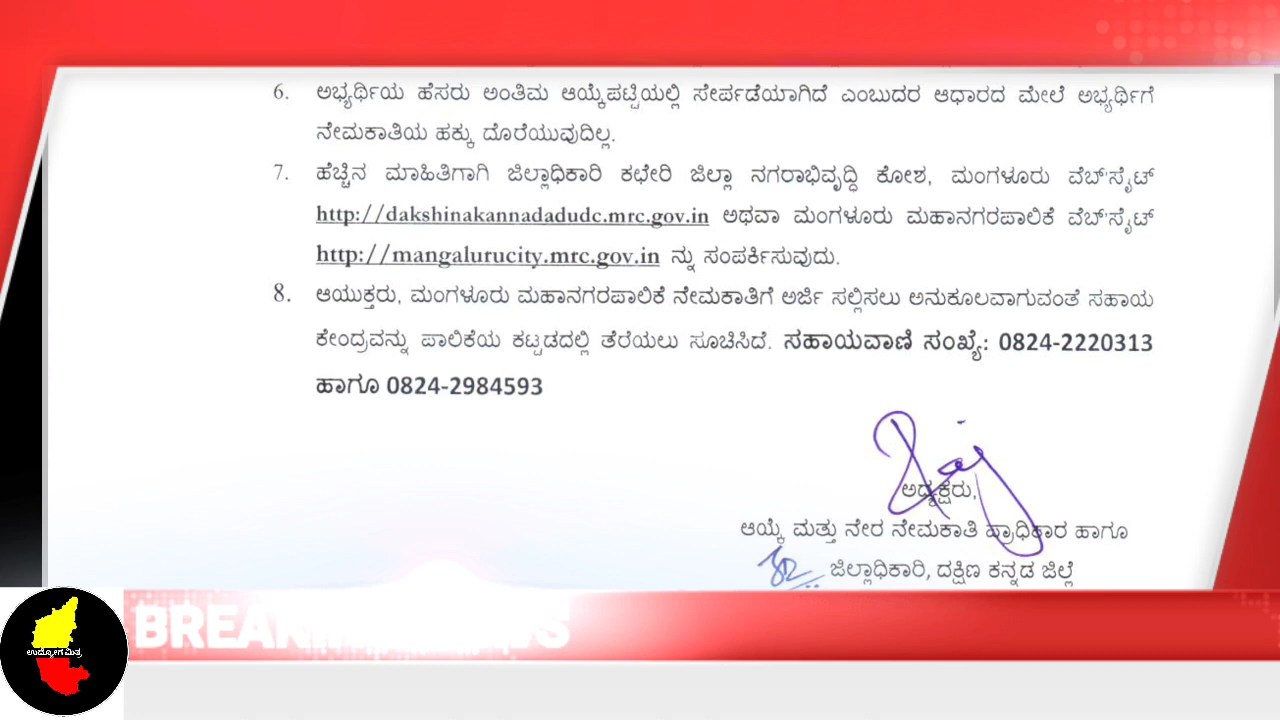 6. ಅಭ್ಯರ್ಥಿಯ ಹೆಸರು ಅಂತಿಮ ಆಯ್ಕೆಪಟ್ಟಿಯಲ್ಲಿ ಸೇರ್ಪಡೆಯಾಗಿದೆ ಎಂಬುದರ ಆಧಾರದ ಮೇಲೆ ಅಭ್ಯರ್ಥಿಗೆ
ನೇಮಕಾತಿಯ ಹಕ್ಕು ದೊರೆಯುವುದಿಲ್ಲ.
7. ಹೆಚ್ಚಿನ ಮಾಹಿತಿಗಾಗಿ ಜಿಲ್ಲಾಧಿಕಾರಿ ಕಛೇರಿ ಜಿಲ್ಲಾ ನಗರಾಭಿವೃದ್ಧಿ ಕೋಶ, ಮಂಗಳೂರು ವೆಬ್‌ಸೈಟ್
http://dakshinakannadadudc.mrc.gov.in ಅಥವಾ ಮಂಗಳೂರು ಮಹಾನಗರಪಾಲಿಕೆ ವೆಬ್‌ಸೈಟ್
http://mangalurucity.mrc.gov.in ನ್ನು ಸಂಪರ್ಕಿಸುವುದು.
8. ಆಯುಕ್ತರು, ಮಂಗಳೂರು ಮಹಾನಗರಪಾಲಿಕೆ ನೇಮಕಾತಿಗೆ ಅರ್ಜಿ ಸಲ್ಲಿಸಲು ಅನುಕೂಲವಾಗುವಂತೆ ಸಹಾಯ
ಕೇಂದ್ರವನ್ನು ಪಾಲಿಕೆಯ ಕಟ್ಟಡದಲ್ಲಿ ತೆರೆಯಲು ಸೂಚಿಸಿದೆ. ಸಹಾಯವಾಣಿ ಸಂಖ್ಯೆ: 0824-2220313
ಹಾಗೂ 0824-2984593
ಅಧ್ಯಕ್ಷರು,
ಆಯ್ಕೆ ಮತ್ತು ನೇರ ನೇಮಕಾತಿ ಪ್ರಾಧಿಕಾರ ಹಾಗೂ
ಜಿಲ್ಲಾಧಿಕಾರಿ, ದಕ್ಷಿಣ ಕನ್ನಡ ಜಿಲ್ಲೆ
BREAKING NEWS
ಉದ್ಯೋಗ ಮಿತ್ರ